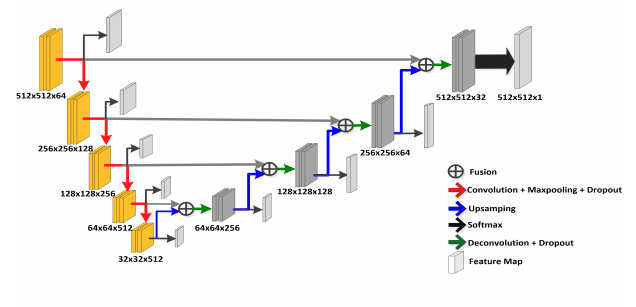 512x512x64
512x512x32
512x512x1
256x256x128
256x256x64
128x128x256
128x128x128
64x64x512
64x64x256
32x32x512
Fusion
Convolution + Maxpooling + Dropout
Upsamping
Softmax
Deconvolution + Dropout
Feature Map